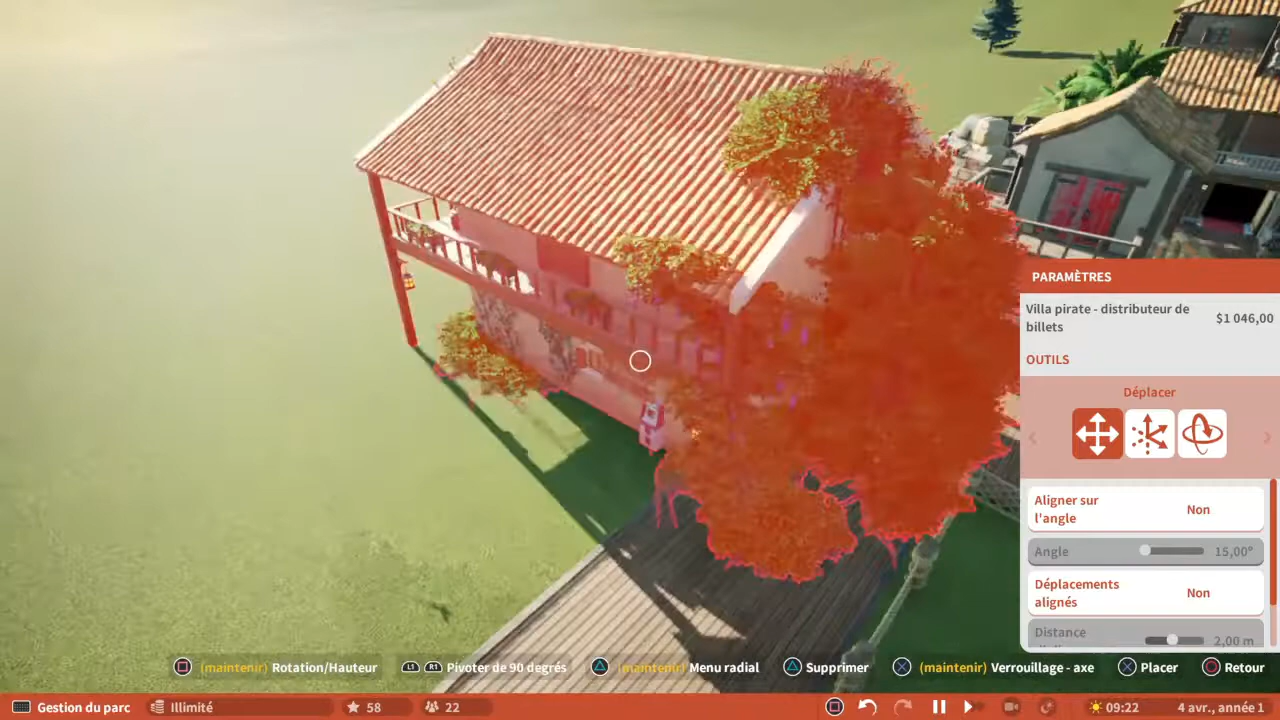 PARAMÈTRES
Villa pirate - distributeur de
billets
$1 046,00
OUTILS
Déplacer
Aligner sur
l'angle
Non
Angle
15,00°
Déplacements
alignés
Non
Distance
2,00 m
(maintenir) Rotation/Hauteur
L1 R1 Pivoter de 90 degrés
(maintenir) Menu radial
Supprimer
(maintenir) Verrouillage - axe
Placer
Retour
Gestion du parc
Illimité
58
22
09:22
4 avr., année 1